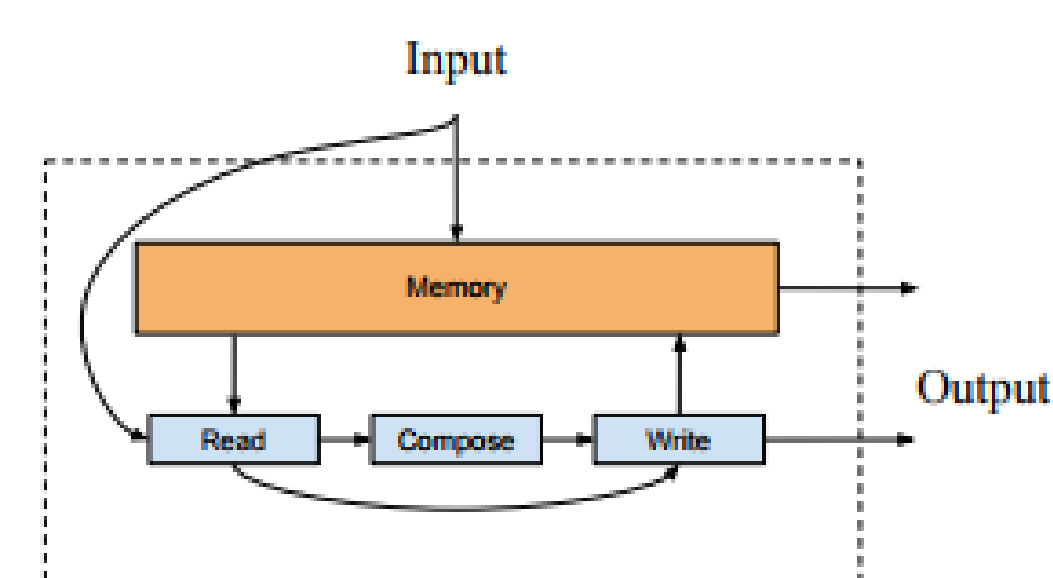 Input
Memory
Output
Read
Compose
Write